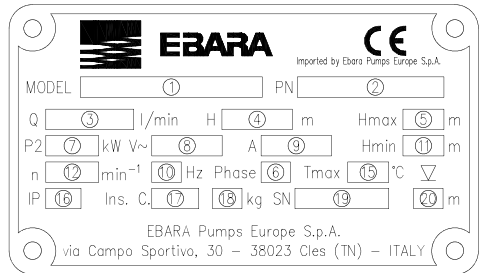 EBARA
CE
Imported by Ebara Pumps Europe S.p.A.
MODEL ① PN ②
Q ③ l/min H ④ m Hmax ⑤ m
P2 ⑦ kW V~ ⑧ A ⑨ Hmin ⑪ m
n ⑫ min⁻¹ ⑩ Hz Phase ⑥ Tmax ⑮ °C
IP ⑯ Ins. C. ⑰ ⑱ kg SN ⑲ ⑳ m
EBARA Pumps Europe S.p.A.
via Campo Sportivo, 30 – 38023 Cles (TN) – ITALY